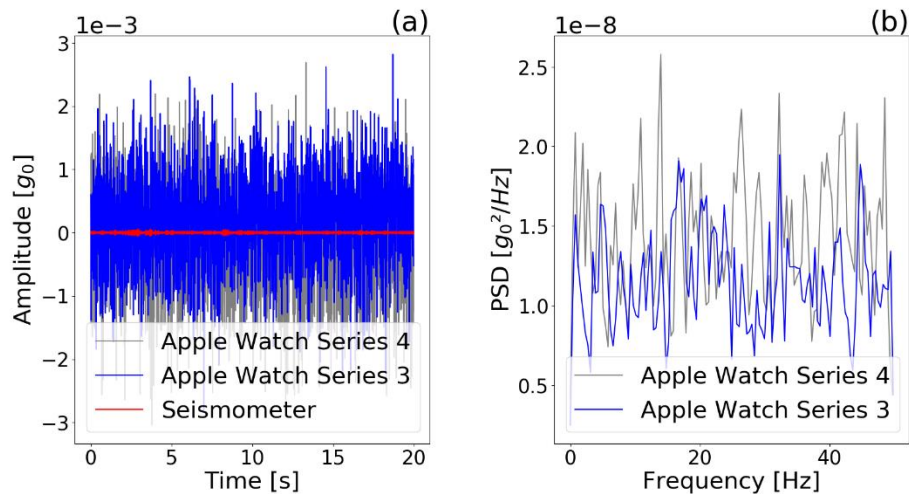 1e−3
(a)
3
2
1
0
−1
−2
−3
Amplitude [g₀]
Apple Watch Series 4
Apple Watch Series 3
Seismometer
0 5 10 15 20
Time [s]
1e−8
(b)
2.5
2.0
1.5
1.0
0.5
PSD [g₀²/Hz]
Apple Watch Series 4
Apple Watch Series 3
0 20 40
Frequency [Hz]